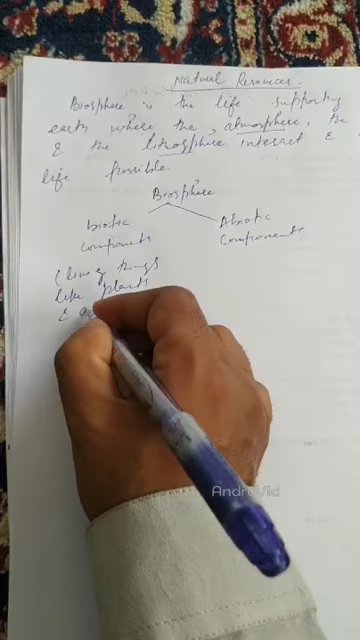 Natural Resources
Biosphere is the life supporting
earth where the atmosphere, the
& the lithosphere interact &
life possible
Biosphere
biotic components
Abiotic Components
(living things
like plants
&
AndroVid